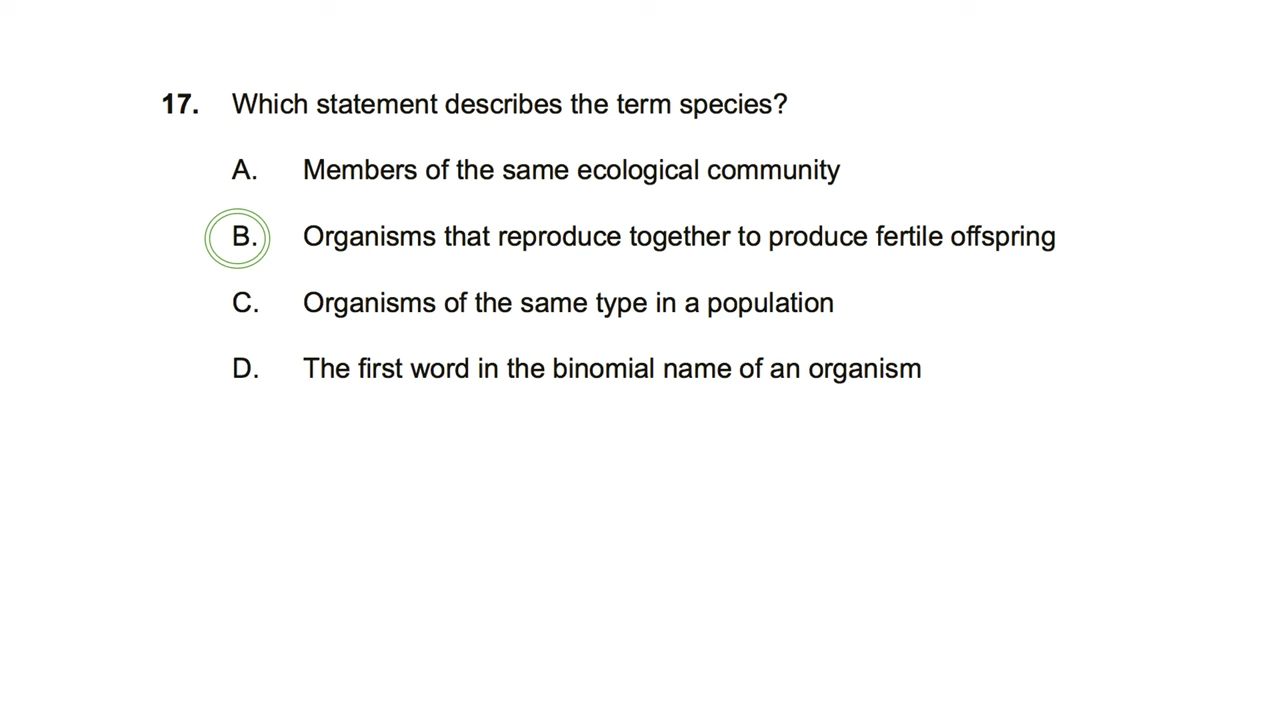 17. Which statement describes the term species?
A. Members of the same ecological community
B. Organisms that reproduce together to produce fertile offspring
C. Organisms of the same type in a population
D. The first word in the binomial name of an organism